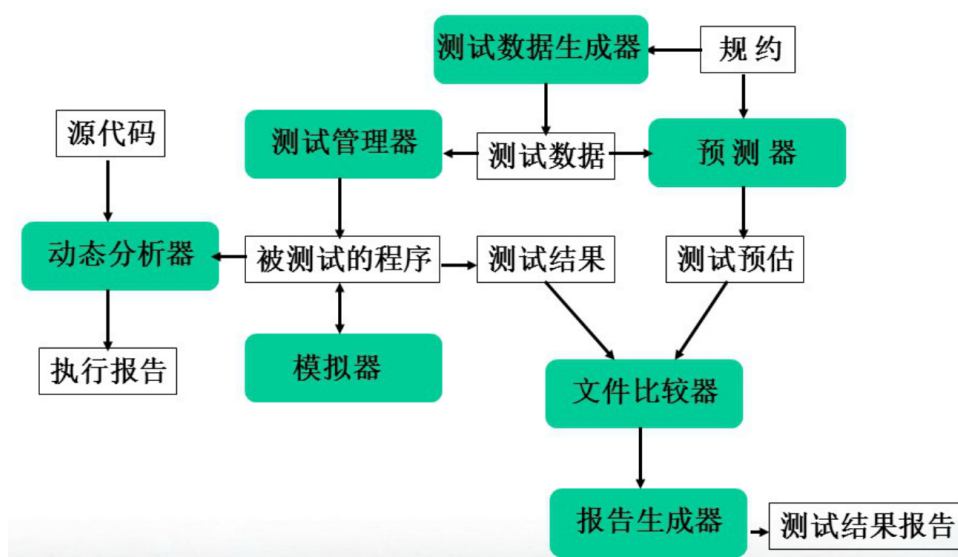 测试数据生成器
规 约
源代码
测试管理器
测试数据
预 测 器
动态分析器
被测试的程序
测试结果
测试预估
执行报告
模拟器
文件比较器
报告生成器
测试结果报告